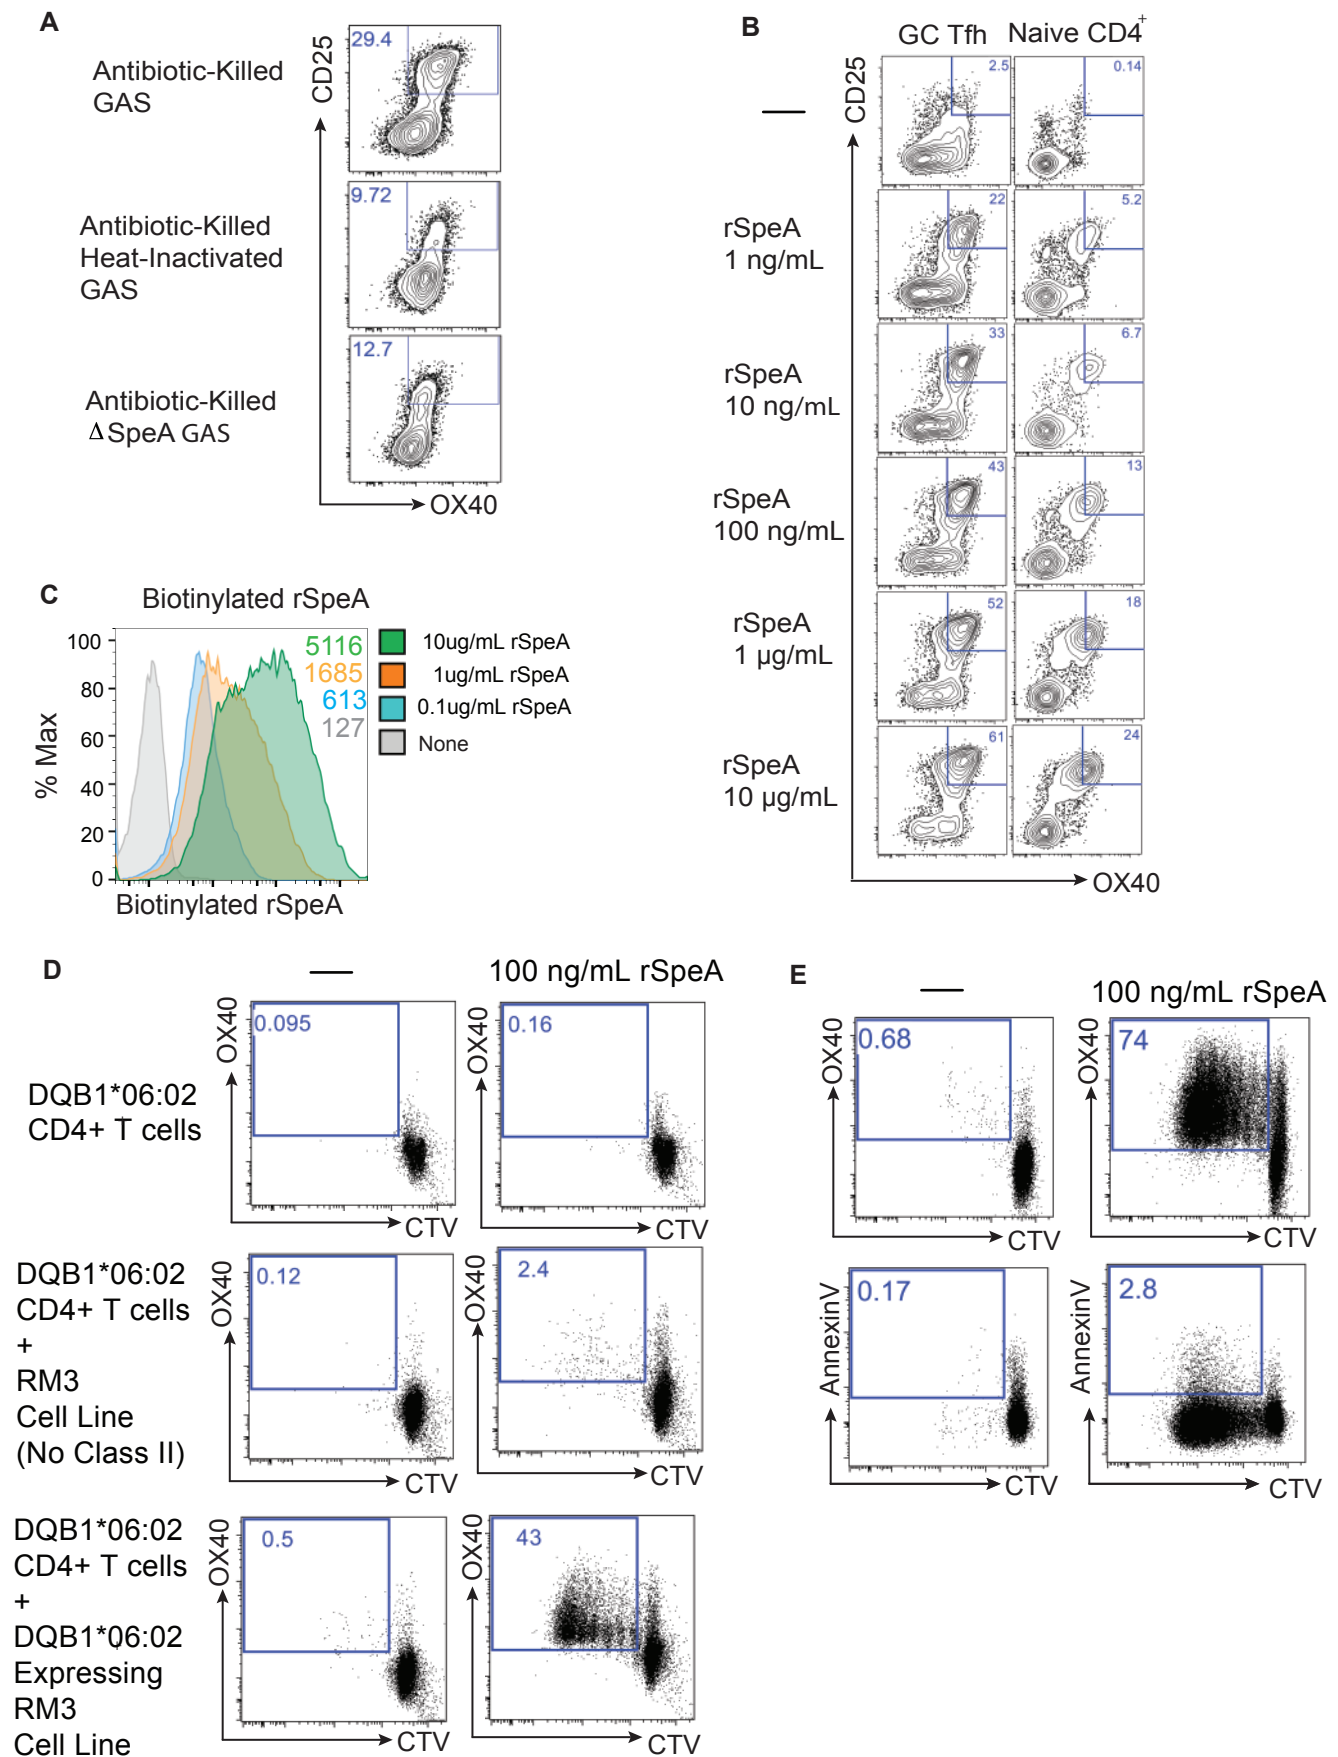 A
Antibiotic-Killed
GAS
29.4
CD25
Antibiotic-Killed
Heat-Inactivated
GAS
9.72
Antibiotic-Killed
ΔSpeA GAS
12.7
OX40
B
GC Tfh
Naive CD4+
CD25
—
2.5
0.14
rSpeA
1 ng/mL
22
5.2
rSpeA
10 ng/mL
33
6.7
rSpeA
100 ng/mL
43
13
rSpeA
1 µg/mL
52
18
rSpeA
10 µg/mL
61
24
OX40
C
Biotinylated rSpeA
% Max
100
80
60
40
20
0
5116
1685
613
127
10ug/mL rSpeA
1ug/mL rSpeA
0.1ug/mL rSpeA
None
Biotinylated rSpeA
D
—
100 ng/mL rSpeA
DQB1*06:02
CD4+ T cells
OX40
0.095
CTV
OX40
0.16
CTV
DQB1*06:02
CD4+ T cells
+
RM3
Cell Line
(No Class II)
OX40
0.12
CTV
OX40
2.4
CTV
DQB1*06:02
CD4+ T cells
+
DQB1*06:02
Expressing
RM3
Cell Line
OX40
0.5
CTV
OX40
43
CTV
E
—
100 ng/mL rSpeA
OX40
0.68
CTV
OX40
74
CTV
AnnexinV
0.17
CTV
AnnexinV
2.8
CTV